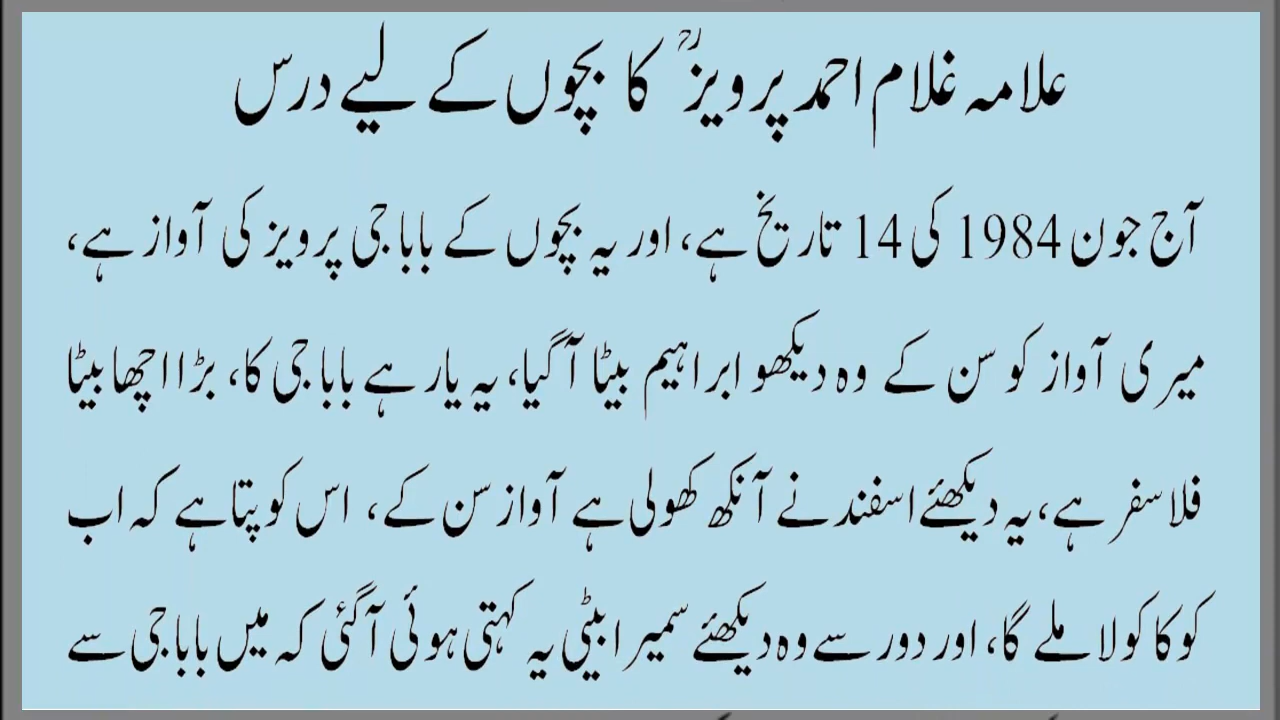 علامہ غلام احمد پرویزؒ کا بچوں کے لیے درس
آج جون 1984 کی 14 تاریخ ہے، اور یہ بچوں کے بابا جی پرویز کی آواز ہے،
میری آواز کو سن کے وہ دیکھو ابراہیم بیٹا آ گیا، یہ یار ہے بابا جی کا، بڑا اچھا بیٹا
فلاسفر ہے، یہ دیکھئے اسفند نے آنکھ کھولی ہے آواز سن کے، اس کو پتا ہے کہ اب
کوکا کولا ملے گا، اور دور سے وہ دیکھئے سمیرا بیٹی یہ کہتی ہوئی آ گئی کہ میں بابا جی سے